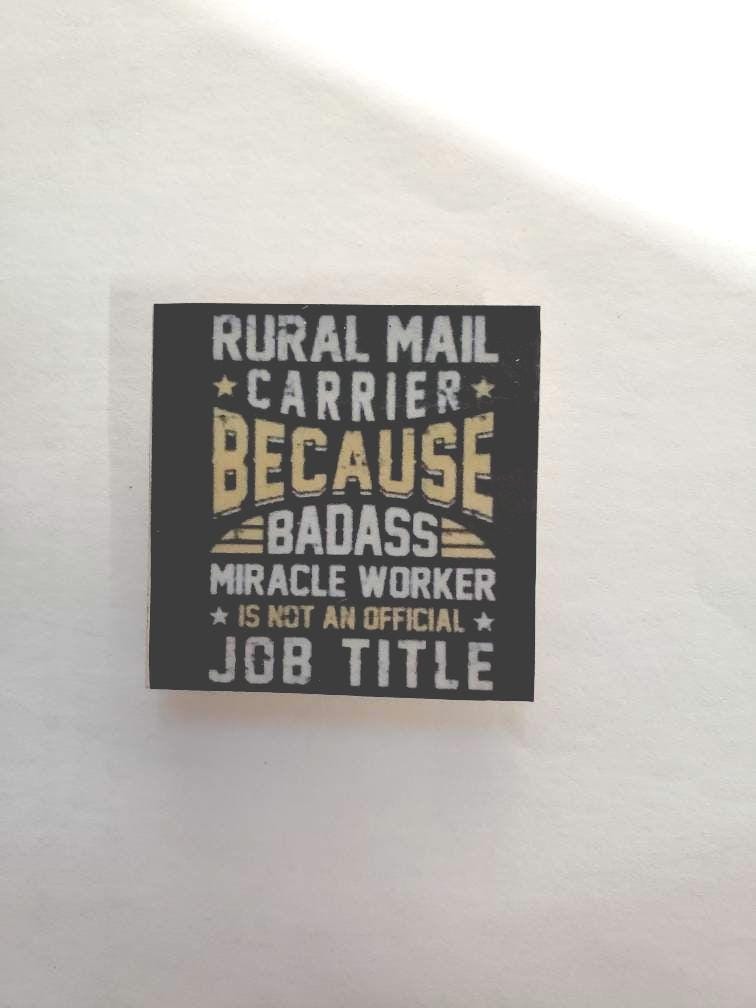 RURAL MAIL
CARRIER
BECAUSE
BADASS
MIRACLE WORKER
IS NOT AN OFFICIAL
JOB TITLE